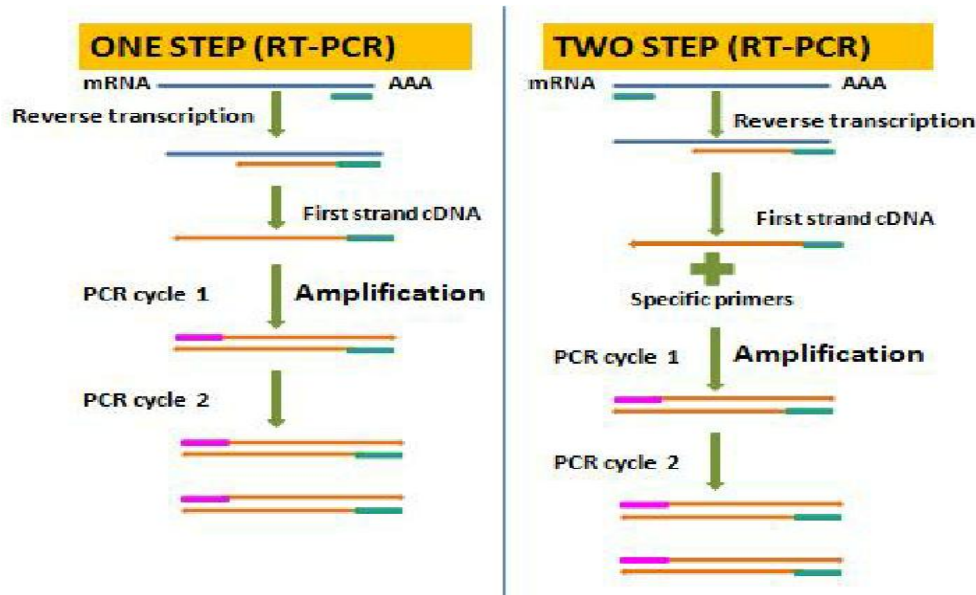 ONE STEP (RT-PCR)
mRNA AAA
Reverse transcription
First strand cDNA
PCR cycle 1 Amplification
PCR cycle 2
TWO STEP (RT-PCR)
mRNA AAA
Reverse transcription
First strand cDNA
Specific primers
PCR cycle 1 Amplification
PCR cycle 2